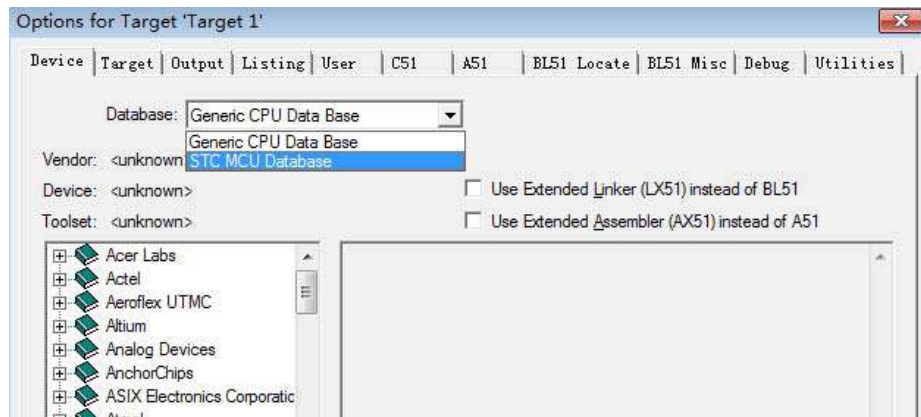 Options for Target 'Target 1'
Device Target Output Listing User C51 A51 BL51 Locate BL51 Misc Debug Utilities
Database: Generic CPU Data Base
Generic CPU Data Base
Vendor: <unknown STC MCU Database
Device: <unknown> Use Extended Linker (LX51) instead of BL51
Toolset: <unknown> Use Extended Assembler (AX51) instead of A51
Acer Labs
Actel
Aeroflex UTMC
Altium
Analog Devices
AnchorChips
ASIX Electronics Corporatic